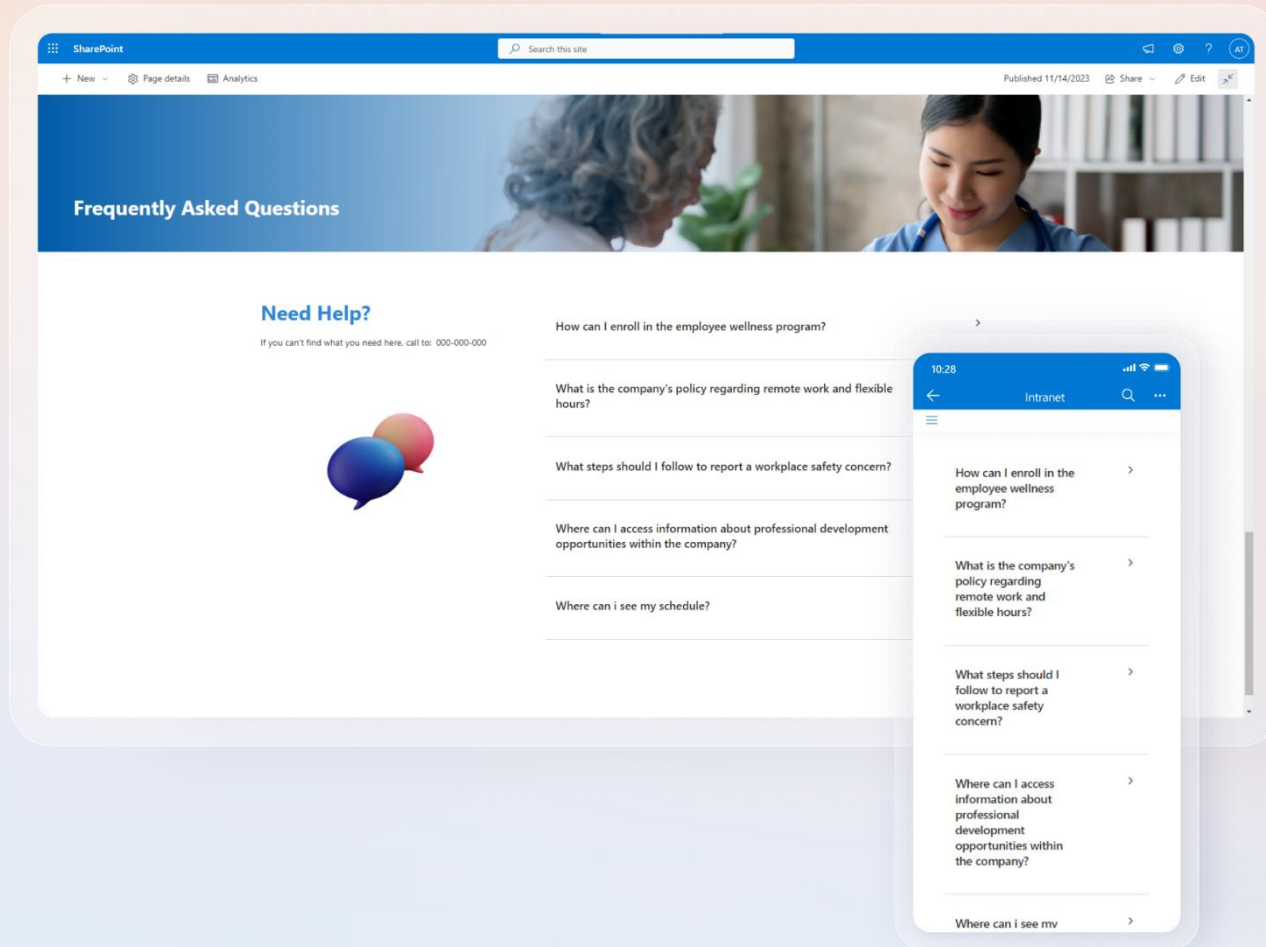 SharePoint
Search this site
?
AT
+ New
Page details
Analytics
Published 11/14/2023
Share
Edit
Frequently Asked Questions
Need Help?
If you can't find what you need here, call to: 000-000-000
How can I enroll in the employee wellness program?
What is the company's policy regarding remote work and flexible
hours?
What steps should I follow to report a workplace safety concern?
Where can I access information about professional development
opportunities within the company?
Where can i see my schedule?
10:28
Intranet
How can I enroll in the
employee wellness
program?
What is the company's
policy regarding
remote work and
flexible hours?
What steps should I
follow to report a
workplace safety
concern?
Where can I access
information about
professional
development
opportunities within
the company?
Where can i see my